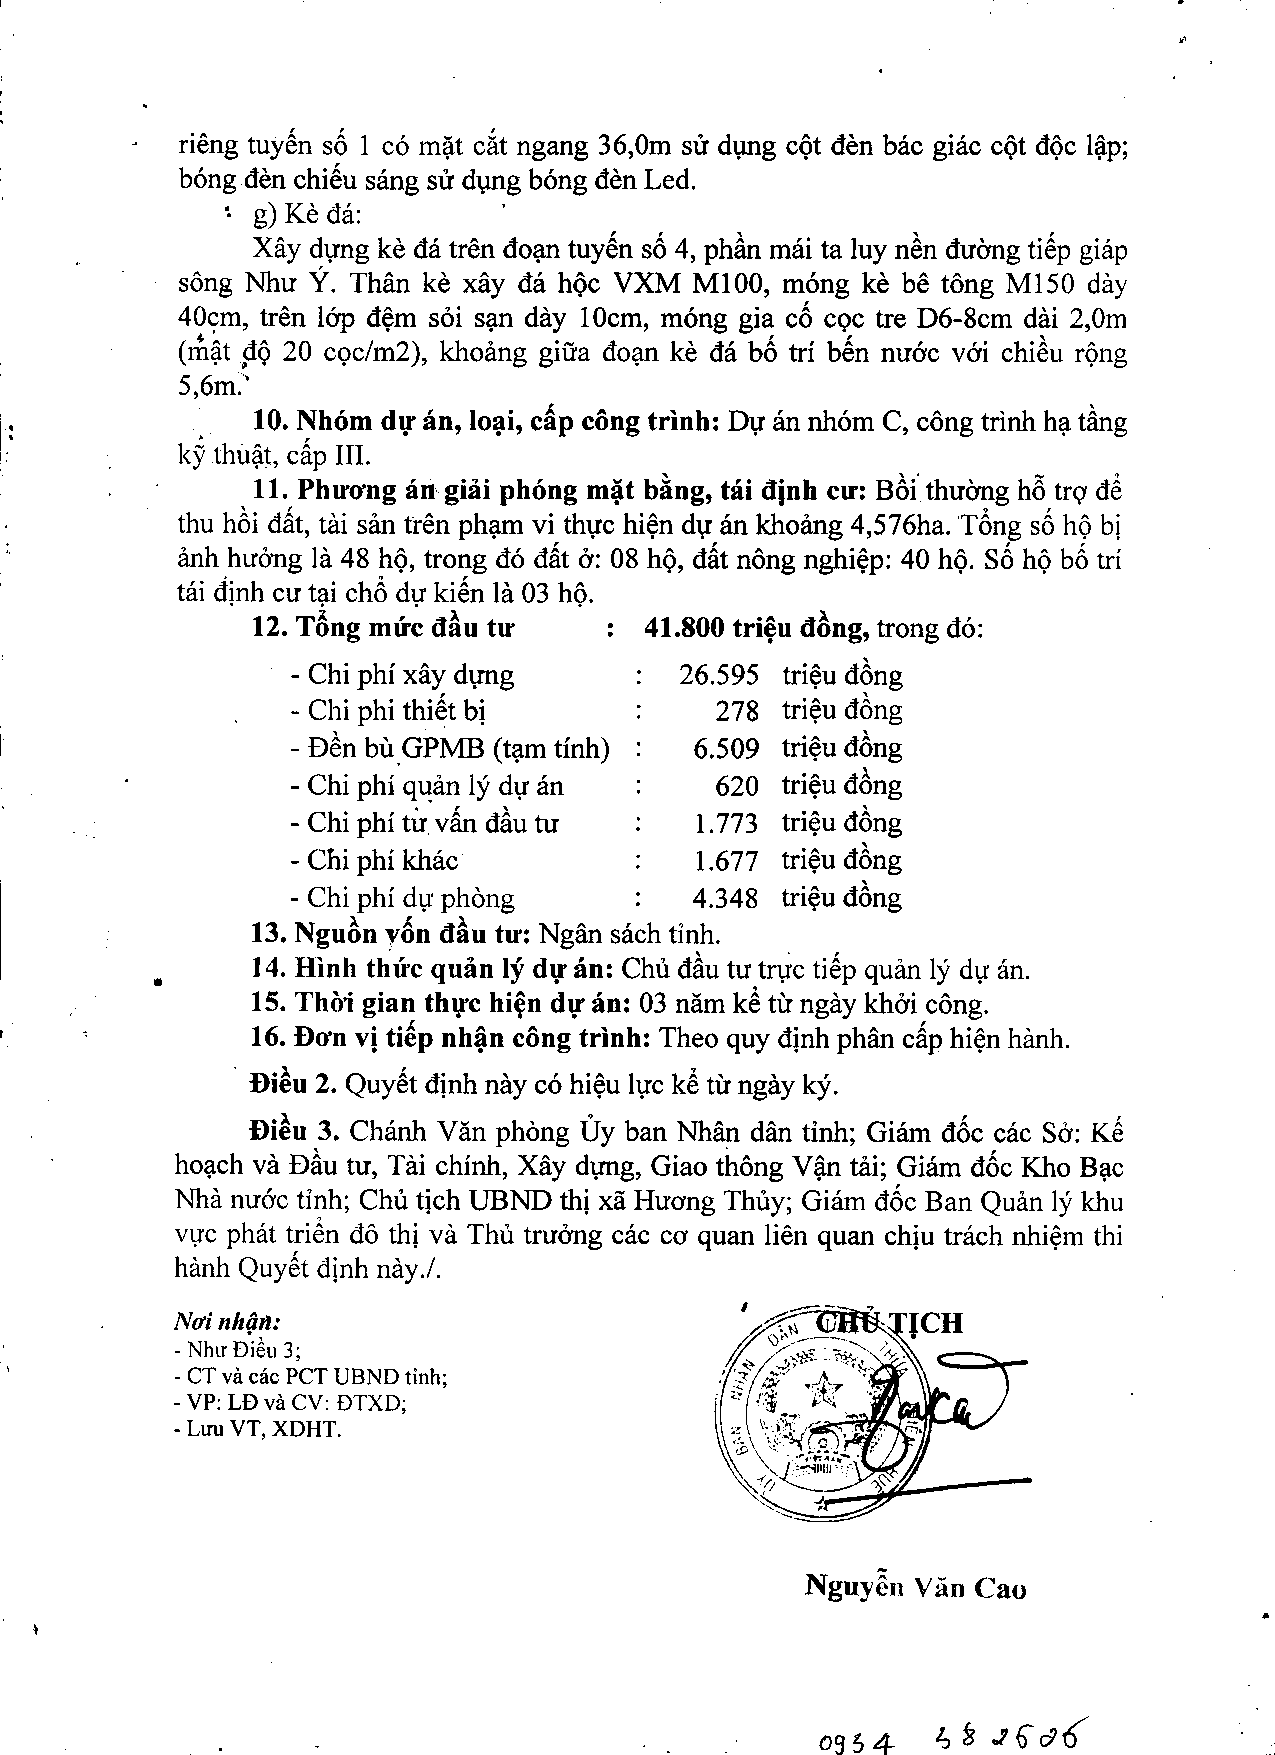 riêng tuyến số 1 có mặt cắt ngang 36,0m sử dụng cột đèn bác giác cột độc lập;
bóng đèn chiếu sáng sử dụng bóng đèn Led.
g) Kè đá:
Xây dựng kè đá trên đoạn tuyến số 4, phần mái ta luy nền đường tiếp giáp
sông Như Ý. Thân kè xây đá hộc VXM M100, móng kè bê tông M150 dày
40cm, trên lớp đệm sỏi sạn dày 10cm, móng gia cố cọc tre D6-8cm dài 2,0m
(mật độ 20 cọc/m2), khoảng giữa đoạn kè đá bố trí bến nước với chiều rộng
5,6m.
10. Nhóm dự án, loại, cấp công trình: Dự án nhóm C, công trình hạ tầng
kỹ thuật, cấp III.
11. Phương án giải phóng mặt bằng, tái định cư: Bồi thường hỗ trợ để
thu hồi đất, tài sản trên phạm vi thực hiện dự án khoảng 4,576ha. Tổng số hộ bị
ảnh hưởng là 48 hộ, trong đó đất ở: 08 hộ, đất nông nghiệp: 40 hộ. Số hộ bố trí
tái định cư tại chổ dự kiến là 03 hộ.
12. Tổng mức đầu tư : 41.800 triệu đồng, trong đó:
- Chi phí xây dựng : 26.595 triệu đồng
- Chi phi thiết bị : 278 triệu đồng
- Đền bù GPMB (tạm tính) : 6.509 triệu đồng
- Chi phí quản lý dự án : 620 triệu đồng
- Chi phí tư vấn đầu tư : 1.773 triệu đồng
- Chi phí khác : 1.677 triệu đồng
- Chi phí dự phòng : 4.348 triệu đồng
13. Nguồn vốn đầu tư: Ngân sách tỉnh.
14. Hình thức quản lý dự án: Chủ đầu tư trực tiếp quản lý dự án.
15. Thời gian thực hiện dự án: 03 năm kể từ ngày khởi công.
16. Đơn vị tiếp nhận công trình: Theo quy định phân cấp hiện hành.
Điều 2. Quyết định này có hiệu lực kể từ ngày ký.
Điều 3. Chánh Văn phòng Ủy ban Nhân dân tỉnh; Giám đốc các Sở: Kế
hoạch và Đầu tư, Tài chính, Xây dựng, Giao thông Vận tải; Giám đốc Kho Bạc
Nhà nước tỉnh; Chủ tịch UBND thị xã Hương Thủy; Giám đốc Ban Quản lý khu
vực phát triển đô thị và Thủ trưởng các cơ quan liên quan chịu trách nhiệm thi
hành Quyết định này./.
Nơi nhận:
- Như Điều 3;
- CT và các PCT UBND tỉnh;
- VP: LĐ và CV: ĐTXD;
- Lưu VT, XDHT.
CHỦ TỊCH
ỦY BAN NHÂN DÂN
THỪA THIÊN HUẾ
Nguyễn Văn Cao
0934